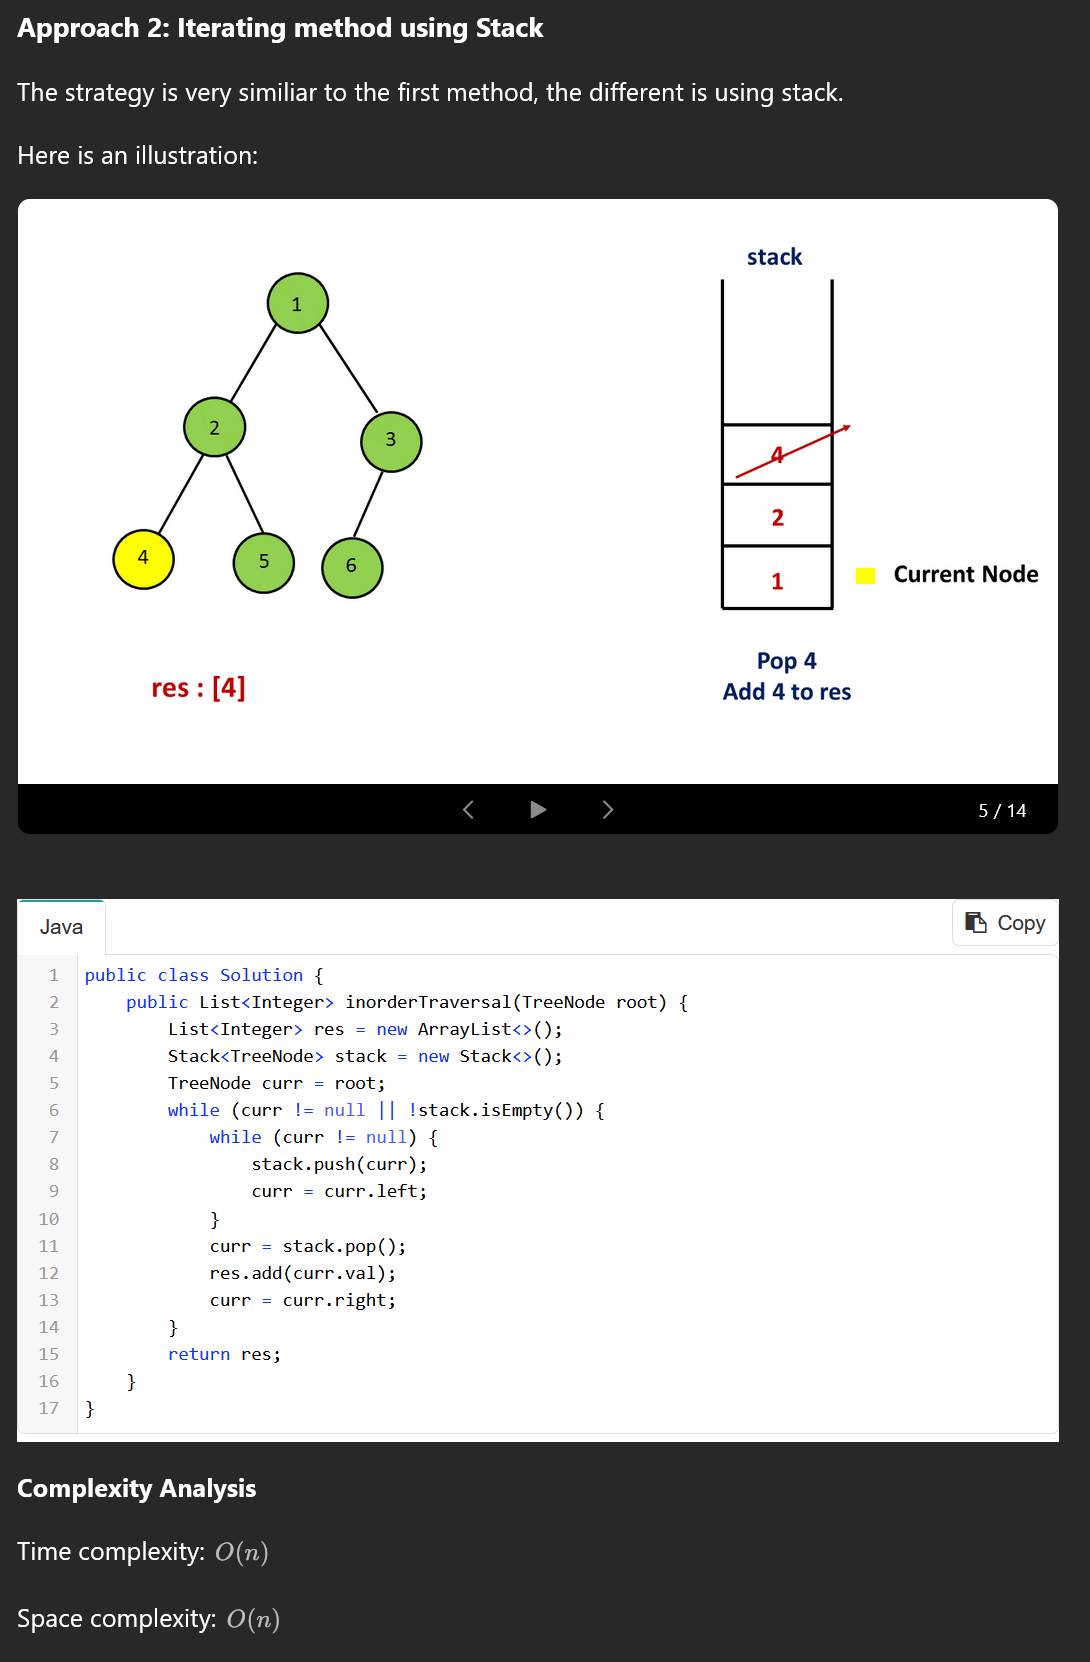 Approach 2: Iterating method using Stack
The strategy is very similiar to the first method, the different is using stack.
Here is an illustration:
stack
1
2
3
4
5
6
4
2
1
Current Node
Pop 4
Add 4 to res
res : [4]
5 / 14
Java
Copy
1 public class Solution {
2     public List<Integer> inorderTraversal(TreeNode root) {
3         List<Integer> res = new ArrayList<>();
4         Stack<TreeNode> stack = new Stack<>();
5         TreeNode curr = root;
6         while (curr != null || !stack.isEmpty()) {
7             while (curr != null) {
8                 stack.push(curr);
9                 curr = curr.left;
10             }
11             curr = stack.pop();
12             res.add(curr.val);
13             curr = curr.right;
14         }
15         return res;
16     }
17 }
Complexity Analysis
Time complexity: O(n)
Space complexity: O(n)